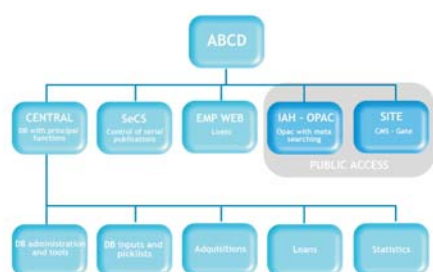 ABCD
CENTRAL
DB with principal
functions
SeCS
Control of serial
publications
EMP WEB
Loans
IAH - OPAC
Opac with meta
searching
SITE
CMS - Gate
PUBLIC ACCESS
DB administration
and tools
DB inputs and
picklists
Adquisitions
Loans
Statistics